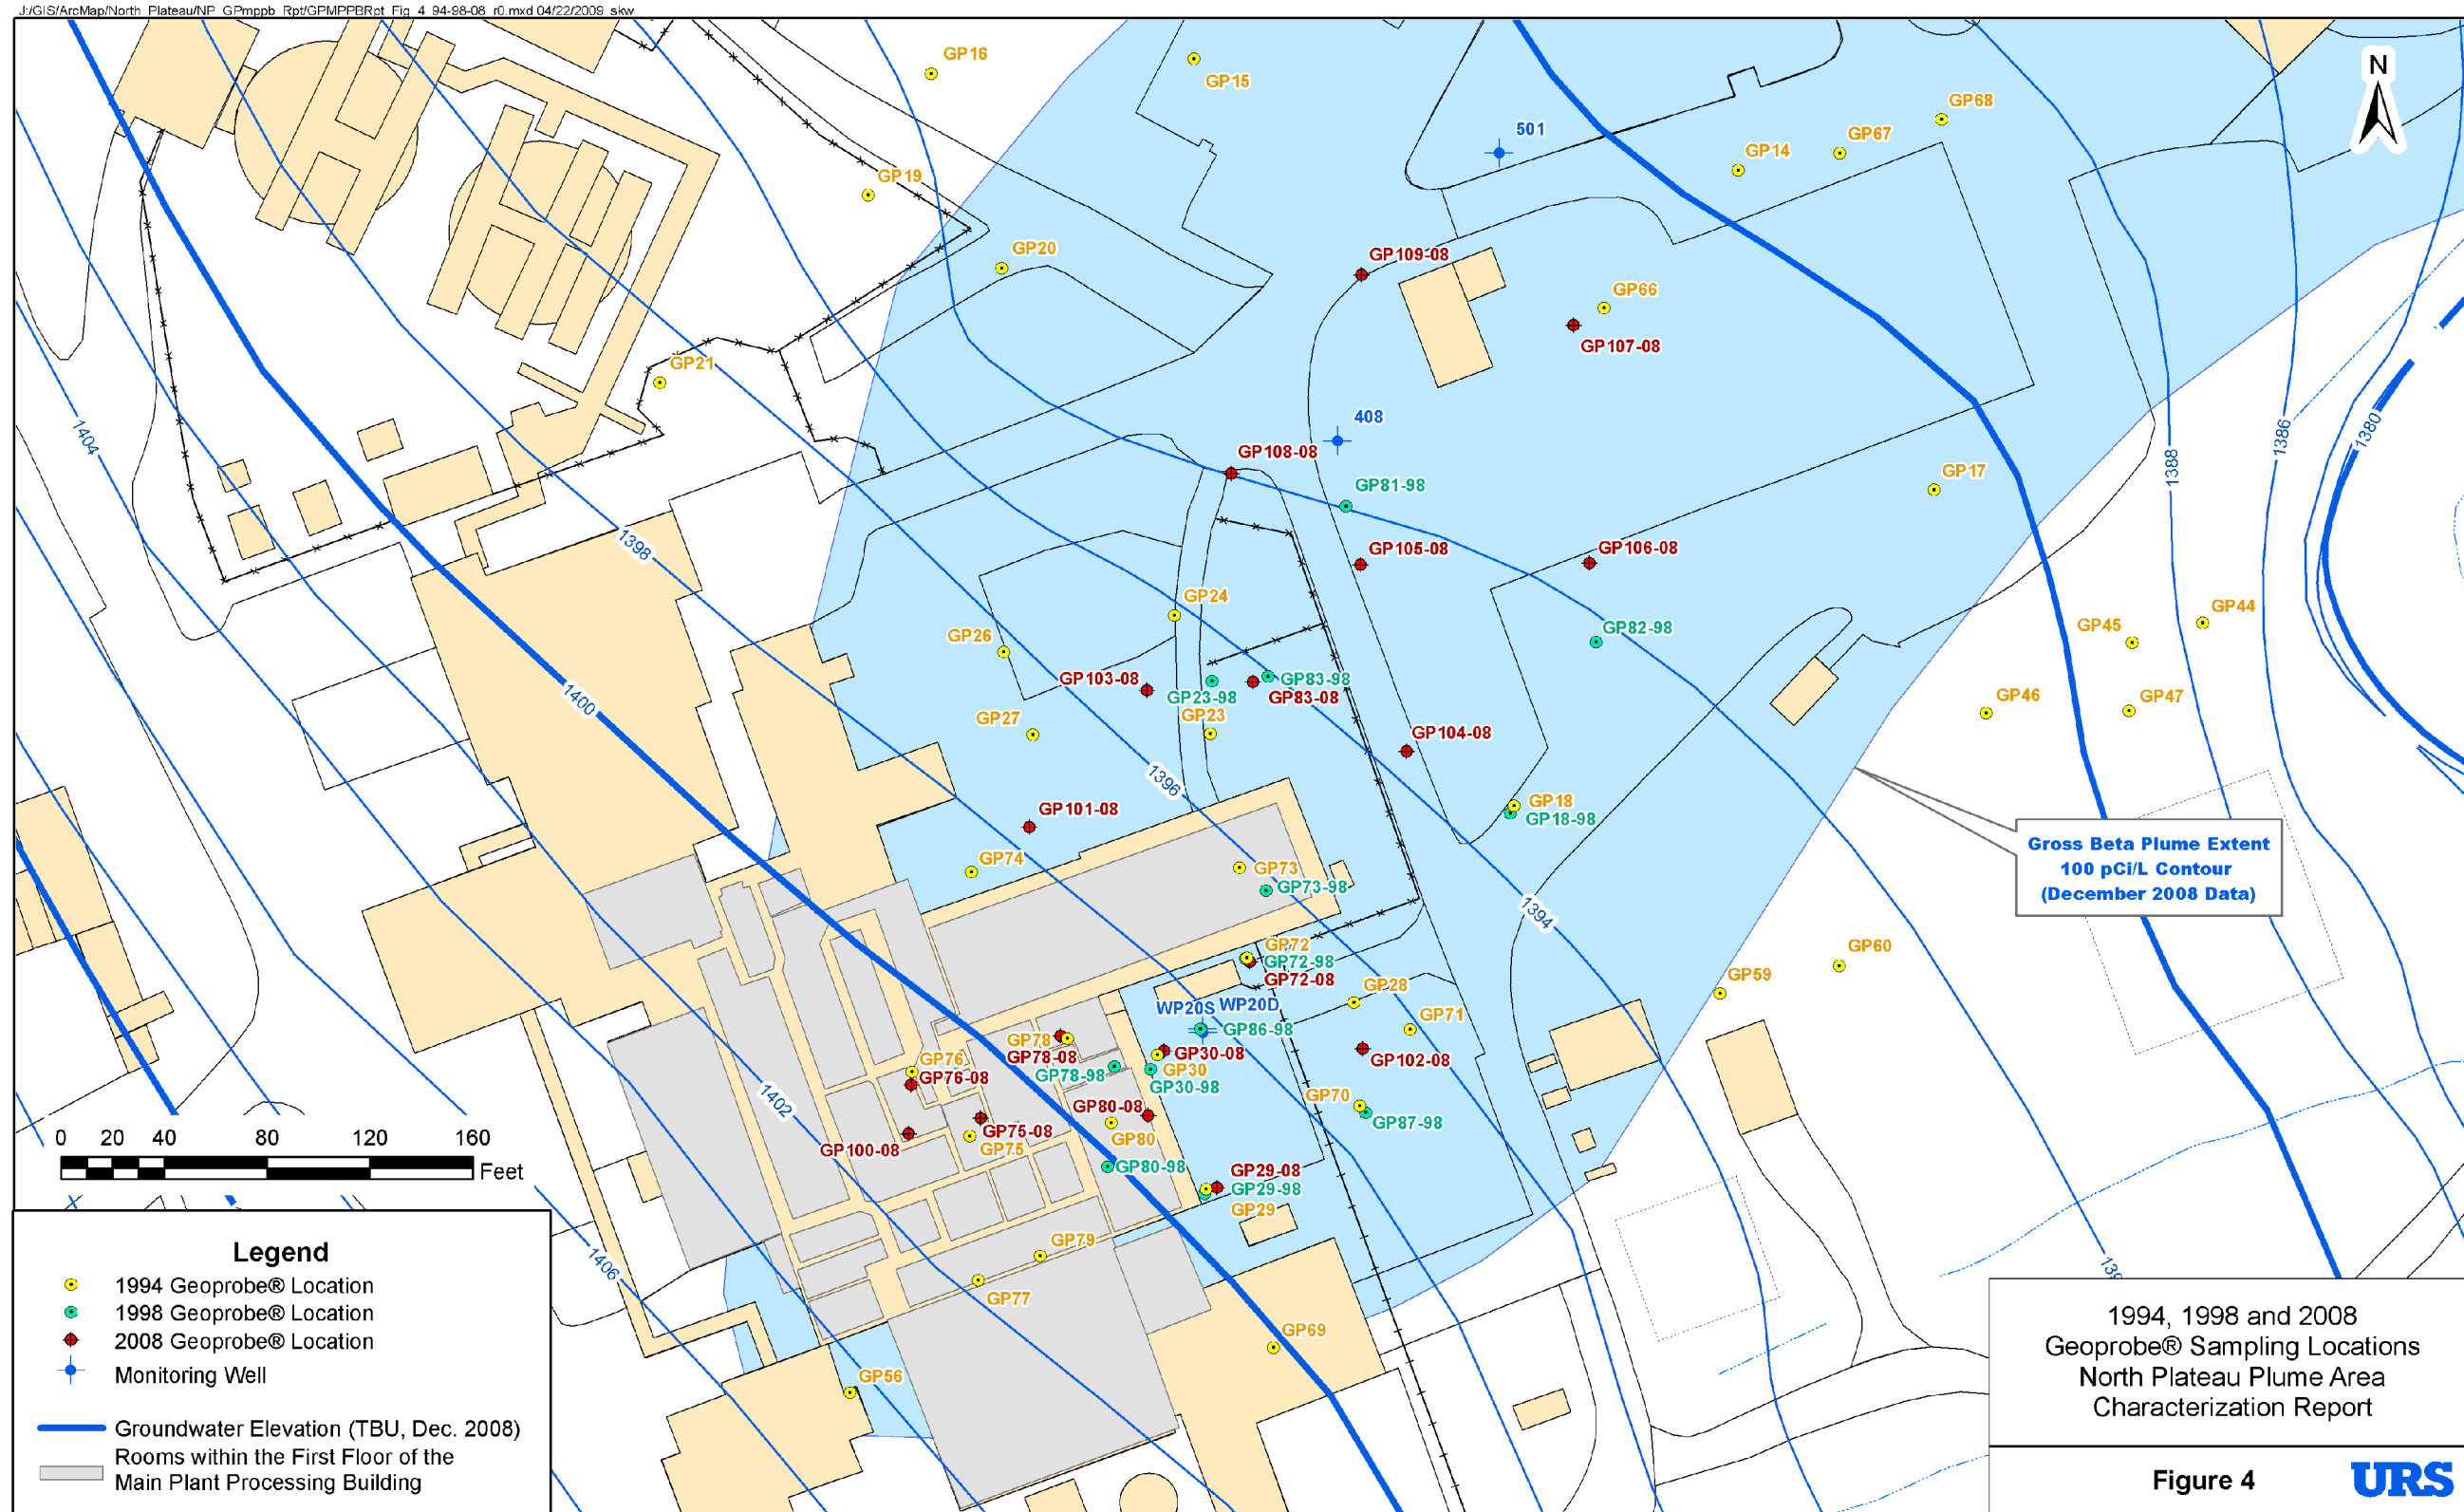 J:/GIS/ArcMap/North_Plateau/NP_GPmppb_Rpt/GPMPPBRpt_Fig_4_94-98-08_r0.mxd 04/22/2009 skw
GP16
GP15
N
GP68
501
GP67
GP14
GP19
GP20
GP109-08
GP66
GP107-08
GP21
408
1404
1380
1386
GP108-08
1388
GP17
GP81-98
1398
GP105-08
GP106-08
GP24
GP44
GP26
GP82-98
GP45
GP103-08
GP83-98
GP23-98
GP83-08
1400
GP46
GP47
GP27
GP23
GP104-08
1396
GP101-08
GP18
GP18-98
Gross Beta Plume Extent
100 pCi/L Contour
(December 2008 Data)
GP74
GP73
GP73-98
1394
GP72
GP72-98
GP72-08
GP60
GP59
GP28
WP20S
WP20D
GP71
GP86-98
GP78
GP76
GP78-08
GP30-08
GP102-08
GP30
GP76-08
GP78-98
GP30-98
1402
GP70
GP80-08
GP87-98
GP75-08
GP80
GP100-08
GP75
GP80-98
0 20 40 80 120 160
Feet
GP29-08
GP29-98
GP29
GP79
1406
139
GP77
GP69
GP56
Legend
1994 Geoprobe® Location
1998 Geoprobe® Location
2008 Geoprobe® Location
Monitoring Well
Groundwater Elevation (TBU, Dec. 2008)
Rooms within the First Floor of the
Main Plant Processing Building
1994, 1998 and 2008
Geoprobe® Sampling Locations
North Plateau Plume Area
Characterization Report
Figure 4
URS